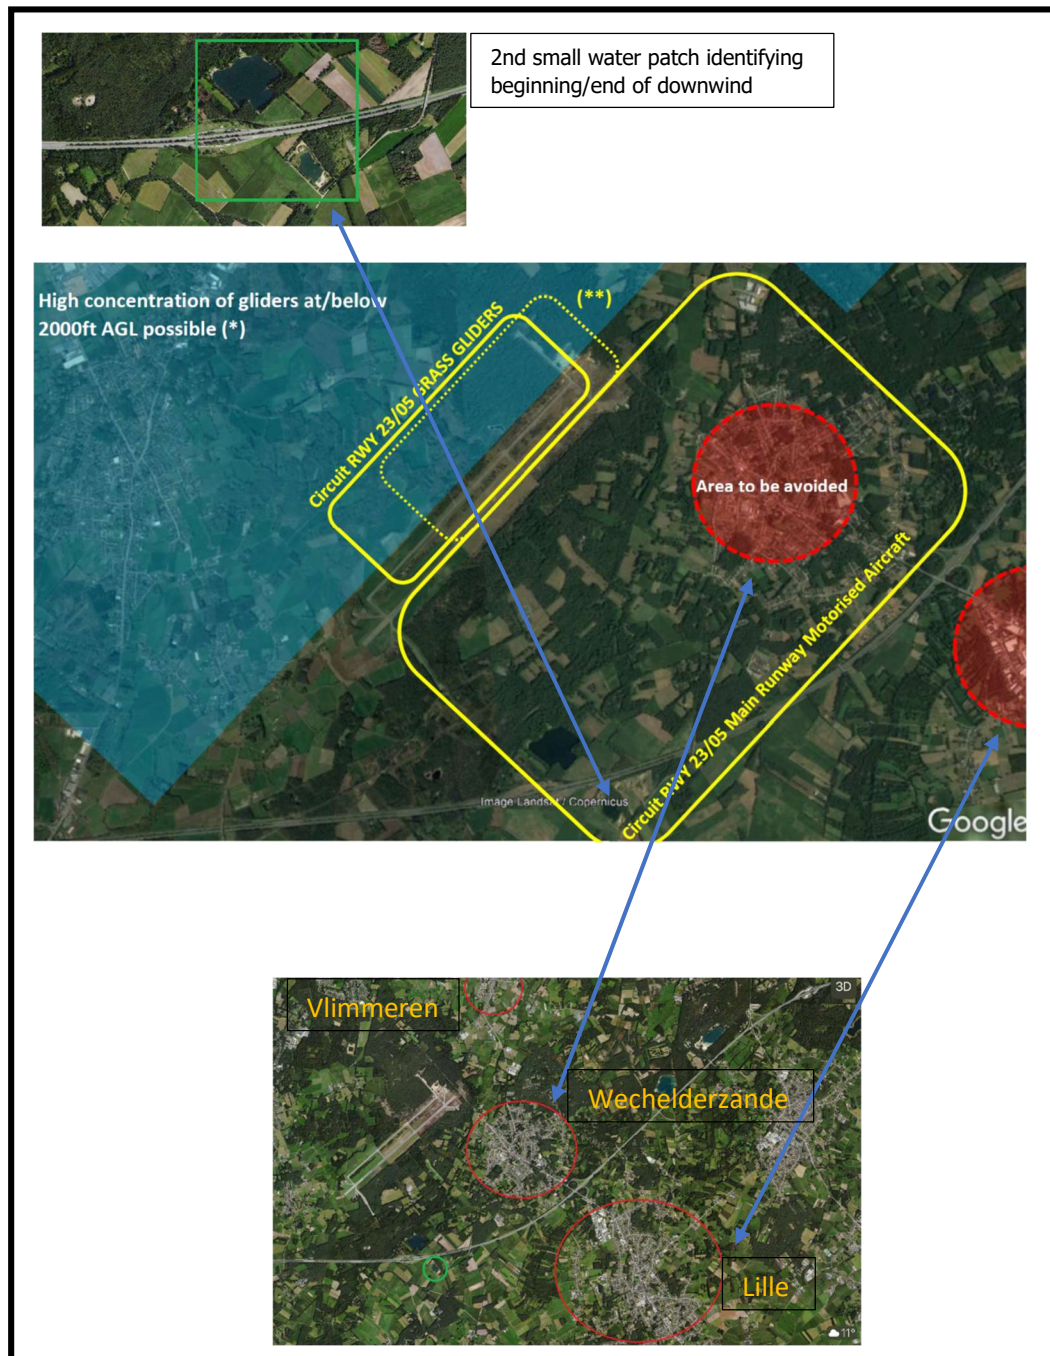 2nd small water patch identifying
beginning/end of downwind
High concentration of gliders at/below
2000ft AGL possible (*)
(**)
Circuit RWY 23/05 GRASS GLIDERS
Area to be avoided
Circuit RWY 23/05 Main Runway Motorised Aircraft
Image Landsat / Copernicus
Google
Vlimmeren
3D
Wechelderzande
Lille
11°